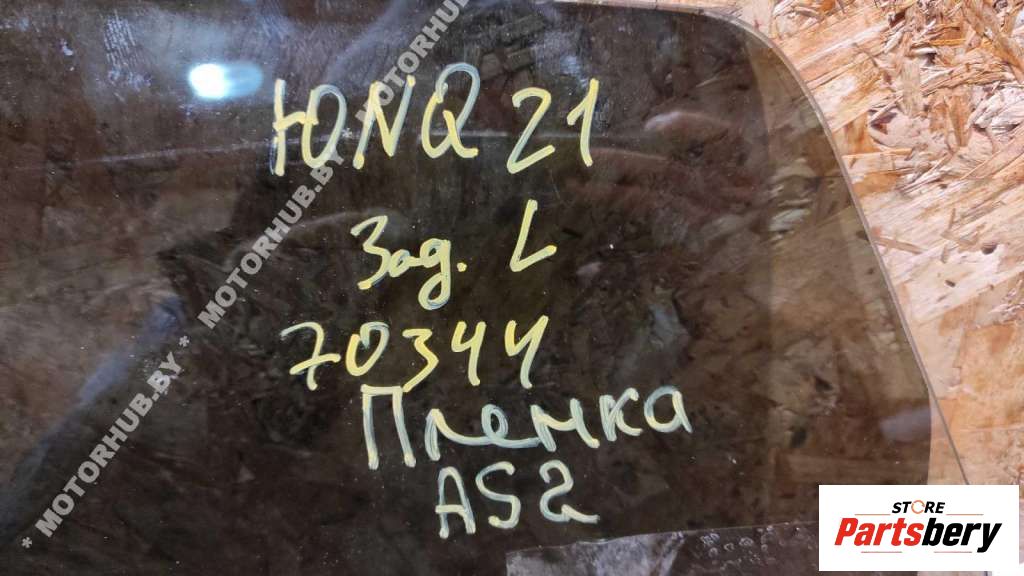 ЮNQ 21
Зад. L
70344
Пленка
AS2
* MOTORHUB.BY * MOTORHUB.BY * MOTORHUB.BY
STORE
Partsbery